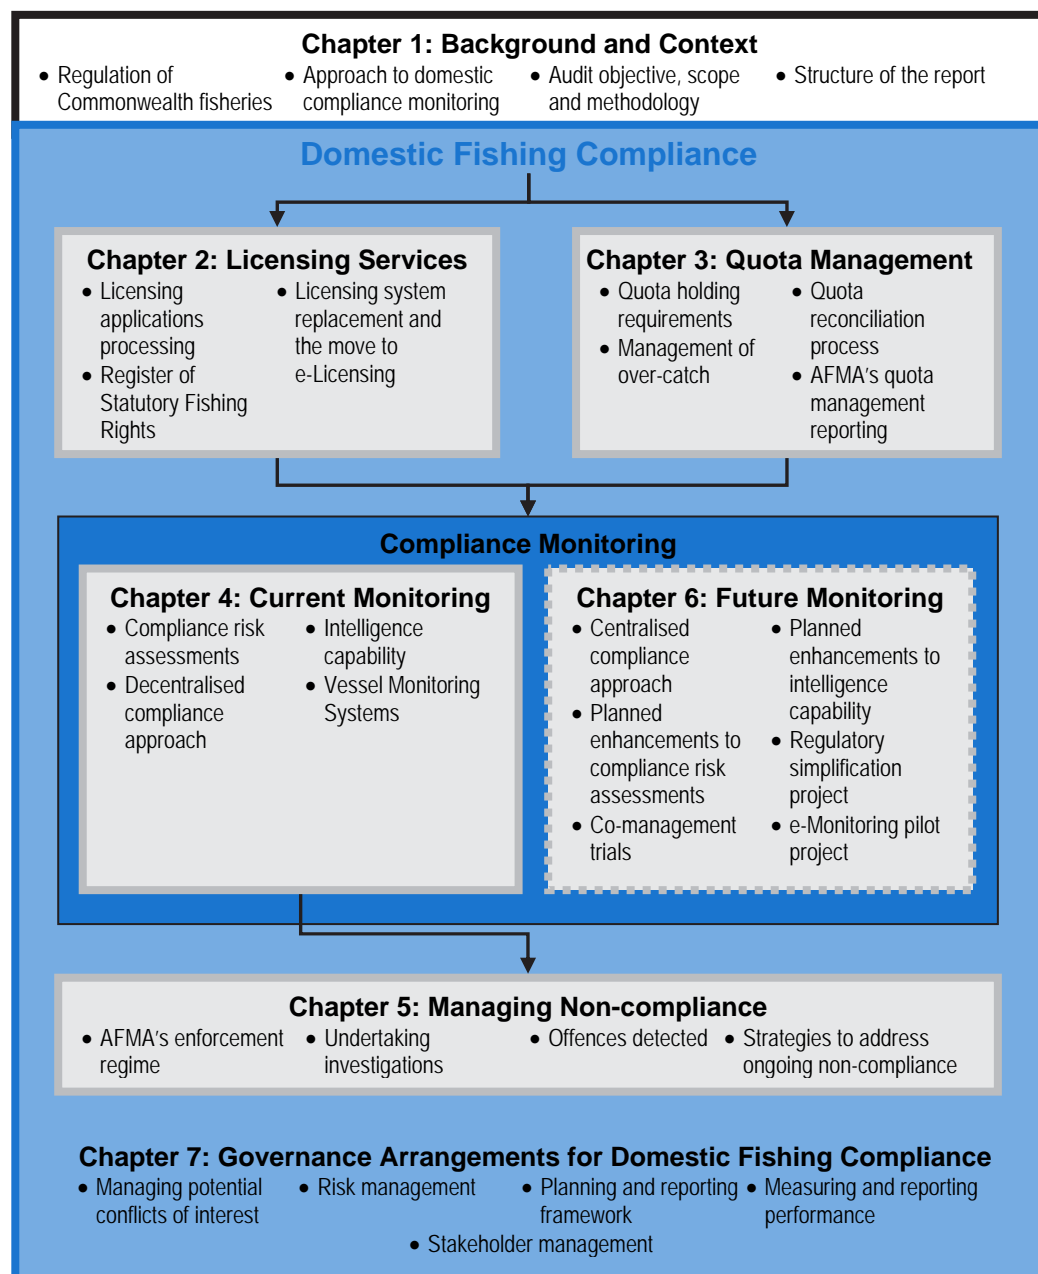 Chapter 1: Background and Context
• Regulation of
Commonwealth fisheries
• Approach to domestic
compliance monitoring
• Audit objective, scope
and methodology
• Structure of the report
Domestic Fishing Compliance
Chapter 2: Licensing Services
• Licensing
applications
processing
• Register of
Statutory Fishing
Rights
• Licensing system
replacement and
the move to
e-Licensing
Chapter 3: Quota Management
• Quota holding
requirements
• Management of
over-catch
• Quota
reconciliation
process
• AFMA's quota
management
reporting
Compliance Monitoring
Chapter 4: Current Monitoring
• Compliance risk
assessments
• Decentralised
compliance
approach
• Intelligence
capability
• Vessel Monitoring
Systems
Chapter 6: Future Monitoring
• Centralised
compliance
approach
• Planned
enhancements to
compliance risk
assessments
• Co-management
trials
• Planned
enhancements to
intelligence
capability
• Regulatory
simplification
project
• e-Monitoring pilot
project
Chapter 5: Managing Non-compliance
• AFMA's enforcement
regime
• Undertaking
investigations
• Offences detected
• Strategies to address
ongoing non-compliance
Chapter 7: Governance Arrangements for Domestic Fishing Compliance
• Managing potential
conflicts of interest
• Risk management
• Planning and reporting
framework
• Measuring and reporting
performance
• Stakeholder management